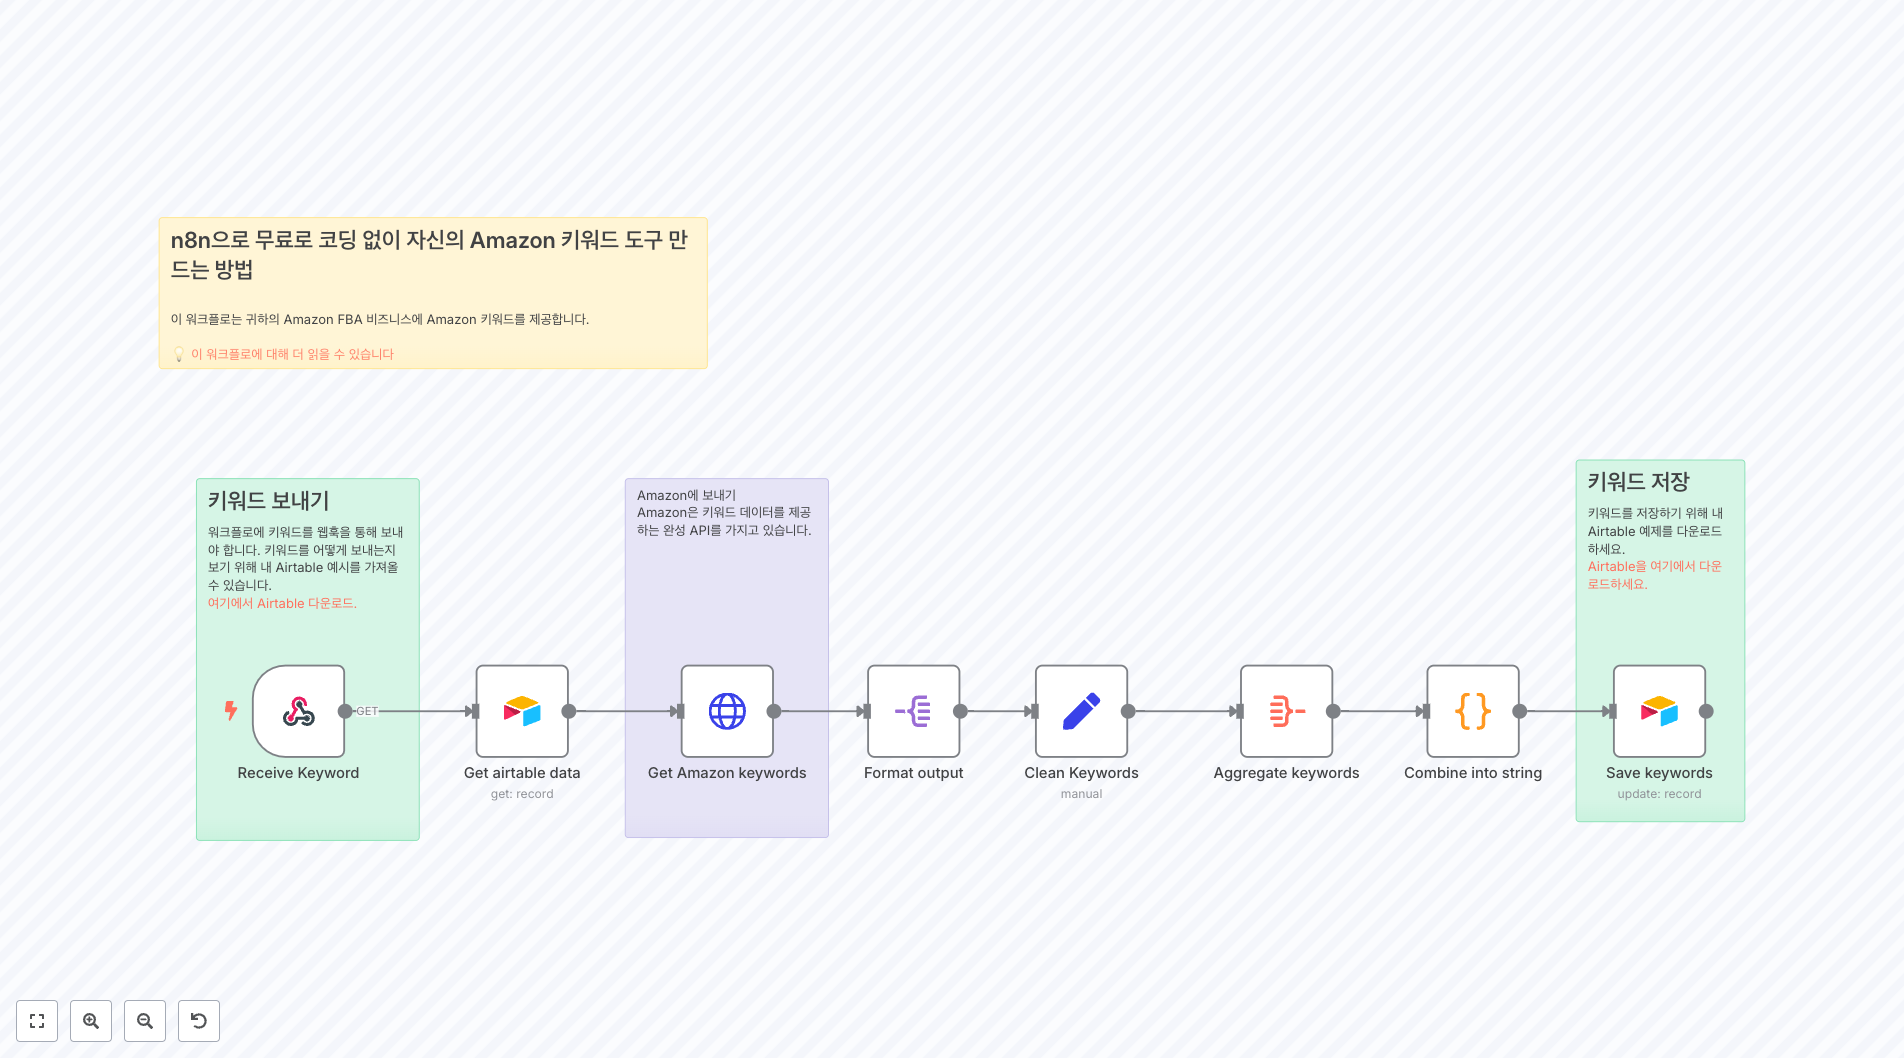 n8n으로 무료로 코딩 없이 자신의 Amazon 키워드 도구 만
드는 방법
이 워크플로는 귀하의 Amazon FBA 비즈니스에 Amazon 키워드를 제공합니다.
💡 이 워크플로에 대해 더 읽을 수 있습니다
키워드 보내기
워크플로에 키워드를 웹훅을 통해 보내
야 합니다. 키워드를 어떻게 보내는지
보기 위해 내 Airtable 예시를 가져올
수 있습니다.
여기에서 Airtable 다운로드.
Amazon에 보내기
Amazon은 키워드 데이터를 제공
하는 완성 API를 가지고 있습니다.
키워드 저장
키워드를 저장하기 위해 내
Airtable 예제를 다운로드
하세요.
Airtable을 여기에서 다운
로드하세요.
GET
Receive Keyword
Get airtable data
get: record
Get Amazon keywords
Format output
Clean Keywords
manual
Aggregate keywords
Combine into string
Save keywords
update: record